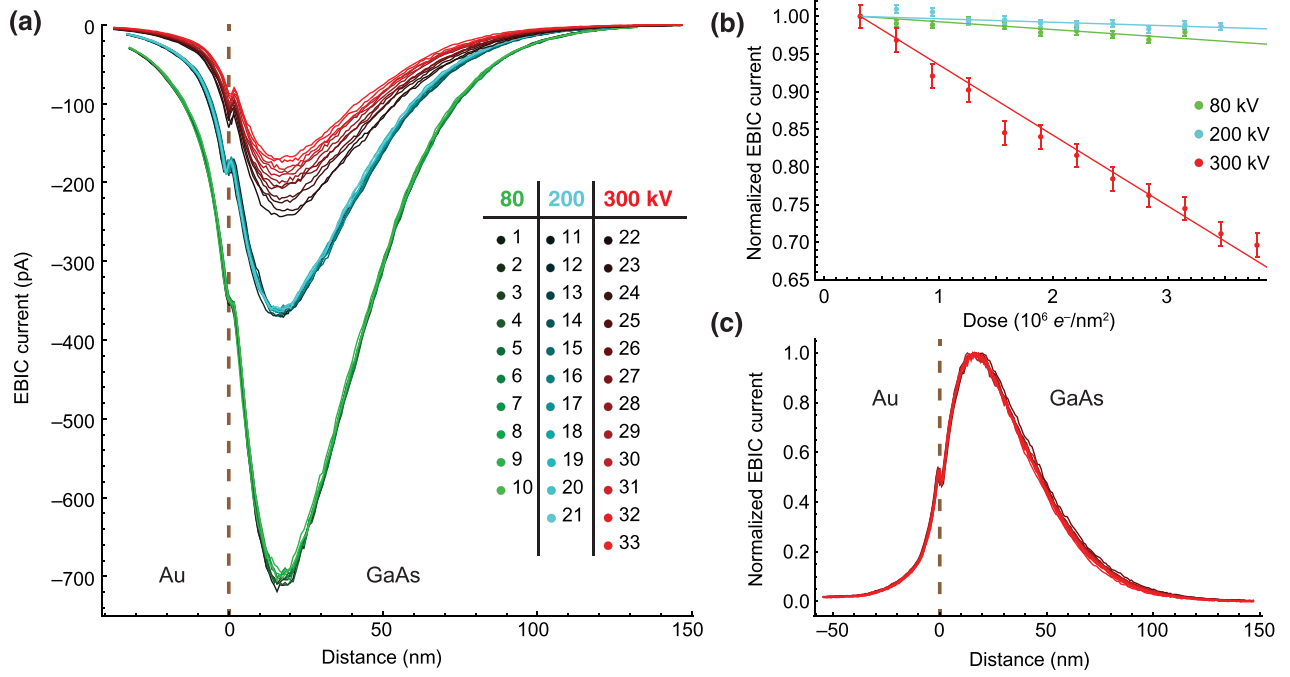 (a)
0
−100
−200
−300
−400
−500
−600
−700
EBIC current (pA)
80 200 300 kV
1 11 22
2 12 23
3 13 24
4 14 25
5 15 26
6 16 27
7 17 28
8 18 29
9 19 30
10 20 31
21 32
33
Au GaAs
0 50 100 150
Distance (nm)
(b)
1.00
0.95
0.90
0.85
0.80
0.75
0.70
0.65
Normalized EBIC current
80 kV
200 kV
300 kV
0 1 2 3
Dose (10⁶ e⁻/nm²)
(c)
1.0
0.8
0.6
0.4
0.2
0.0
Normalized EBIC current
Au GaAs
−50 0 50 100 150
Distance (nm)